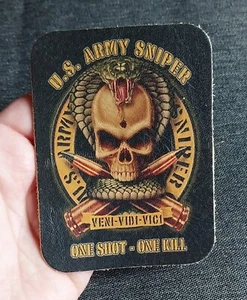 U.S. ARMY SNIPER
U.S. ARMY
SNIPER
VENI-VIDI-VICI
ONE SHOT - ONE KILL